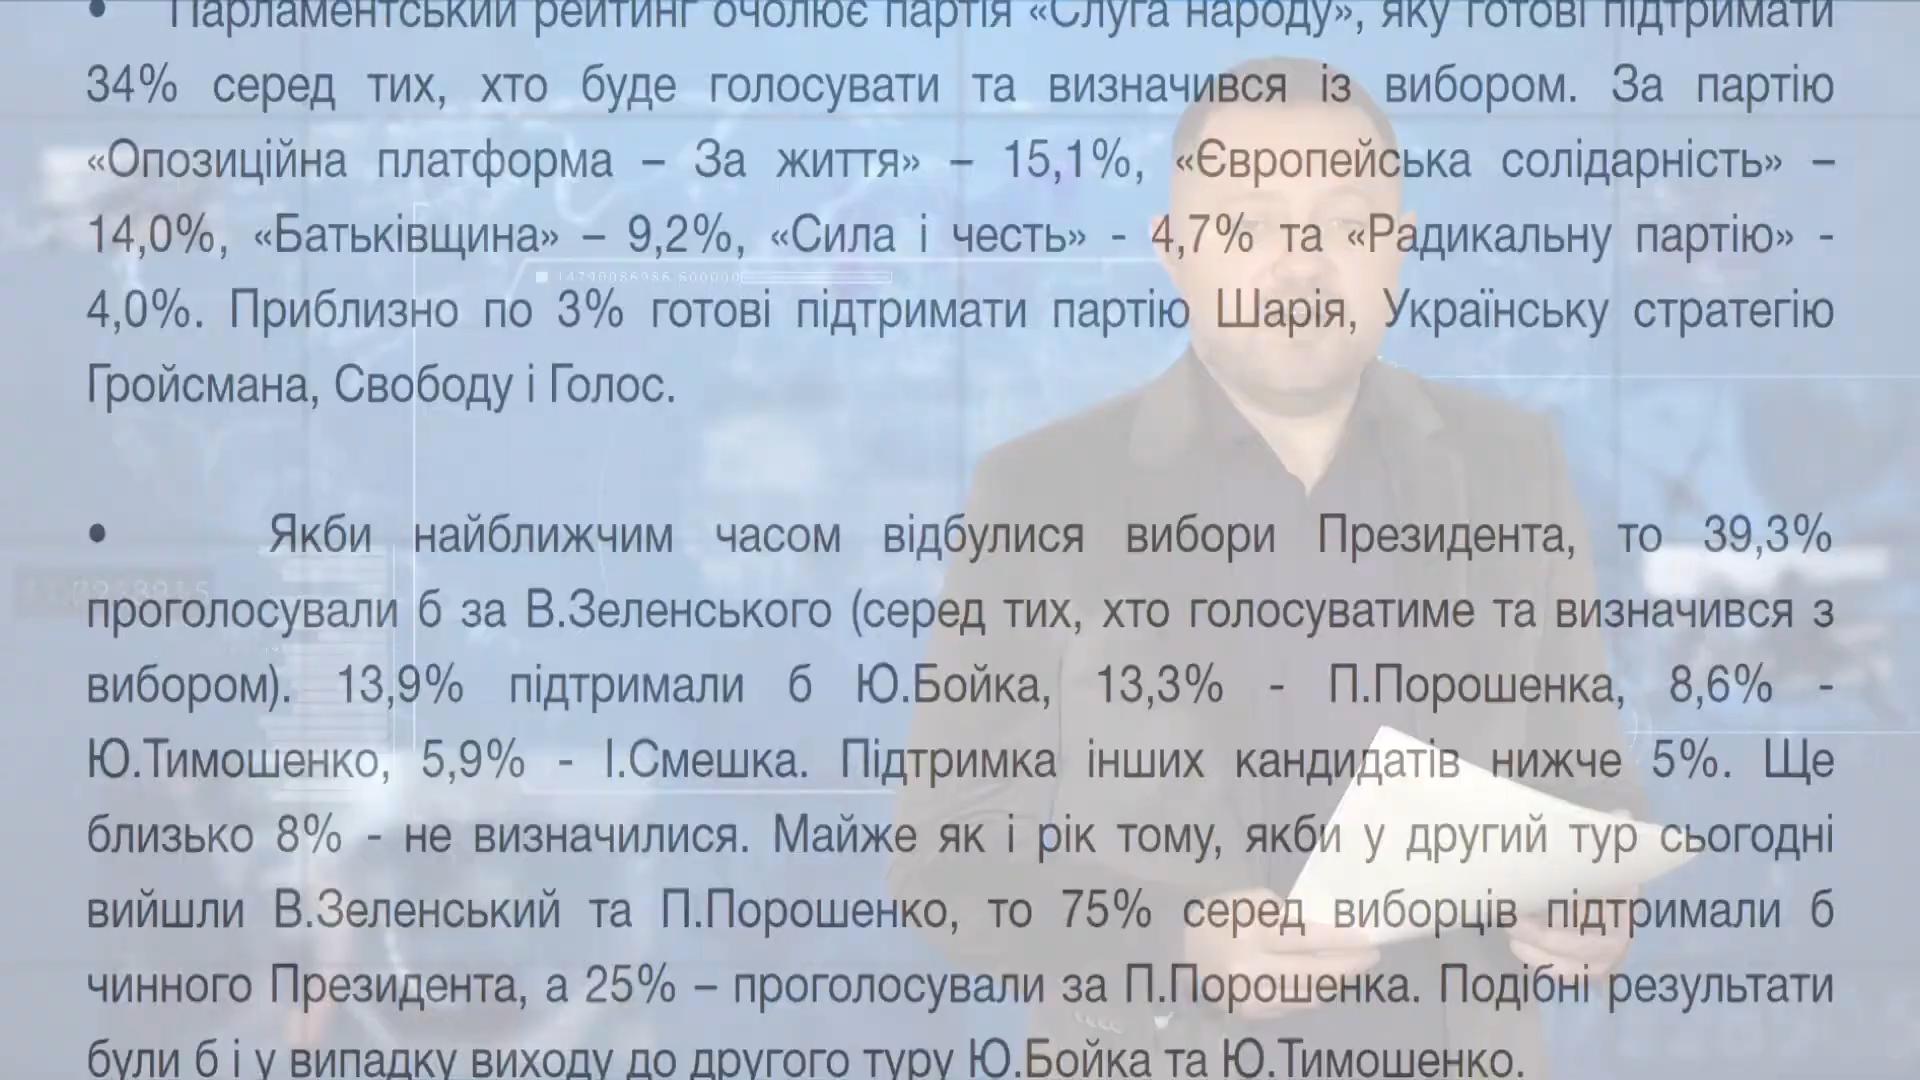 • Парламентський рейтинг очолює партія «Слуга народу», яку готові підтримати
34% серед тих, хто буде голосувати та визначився із вибором. За партію
«Опозиційна платформа – За життя» – 15,1%, «Європейська солідарність» –
14,0%, «Батьківщина» – 9,2%, «Сила і честь» - 4,7% та «Радикальну партію» -
4,0%. Приблизно по 3% готові підтримати партію Шарія, Українську стратегію
Гройсмана, Свободу і Голос.
• Якби найближчим часом відбулися вибори Президента, то 39,3%
проголосували б за В.Зеленського (серед тих, хто голосуватиме та визначився з
вибором). 13,9% підтримали б Ю.Бойка, 13,3% - П.Порошенка, 8,6% -
Ю.Тимошенко, 5,9% - І.Смешка. Підтримка інших кандидатів нижче 5%. Ще
близько 8% - не визначилися. Майже як і рік тому, якби у другий тур сьогодні
вийшли В.Зеленський та П.Порошенко, то 75% серед виборців підтримали б
чинного Президента, а 25% – проголосували за П.Порошенка. Подібні результати
були б і у випадку виходу до другого туру Ю.Бойка та Ю.Тимошенко.